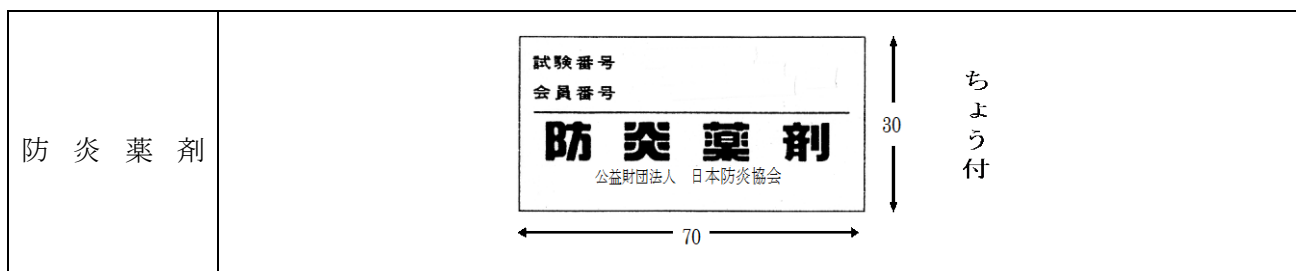 防炎薬剤
試験番号
会員番号
防炎薬剤
公益財団法人 日本防炎協会
30
70
ちょう付